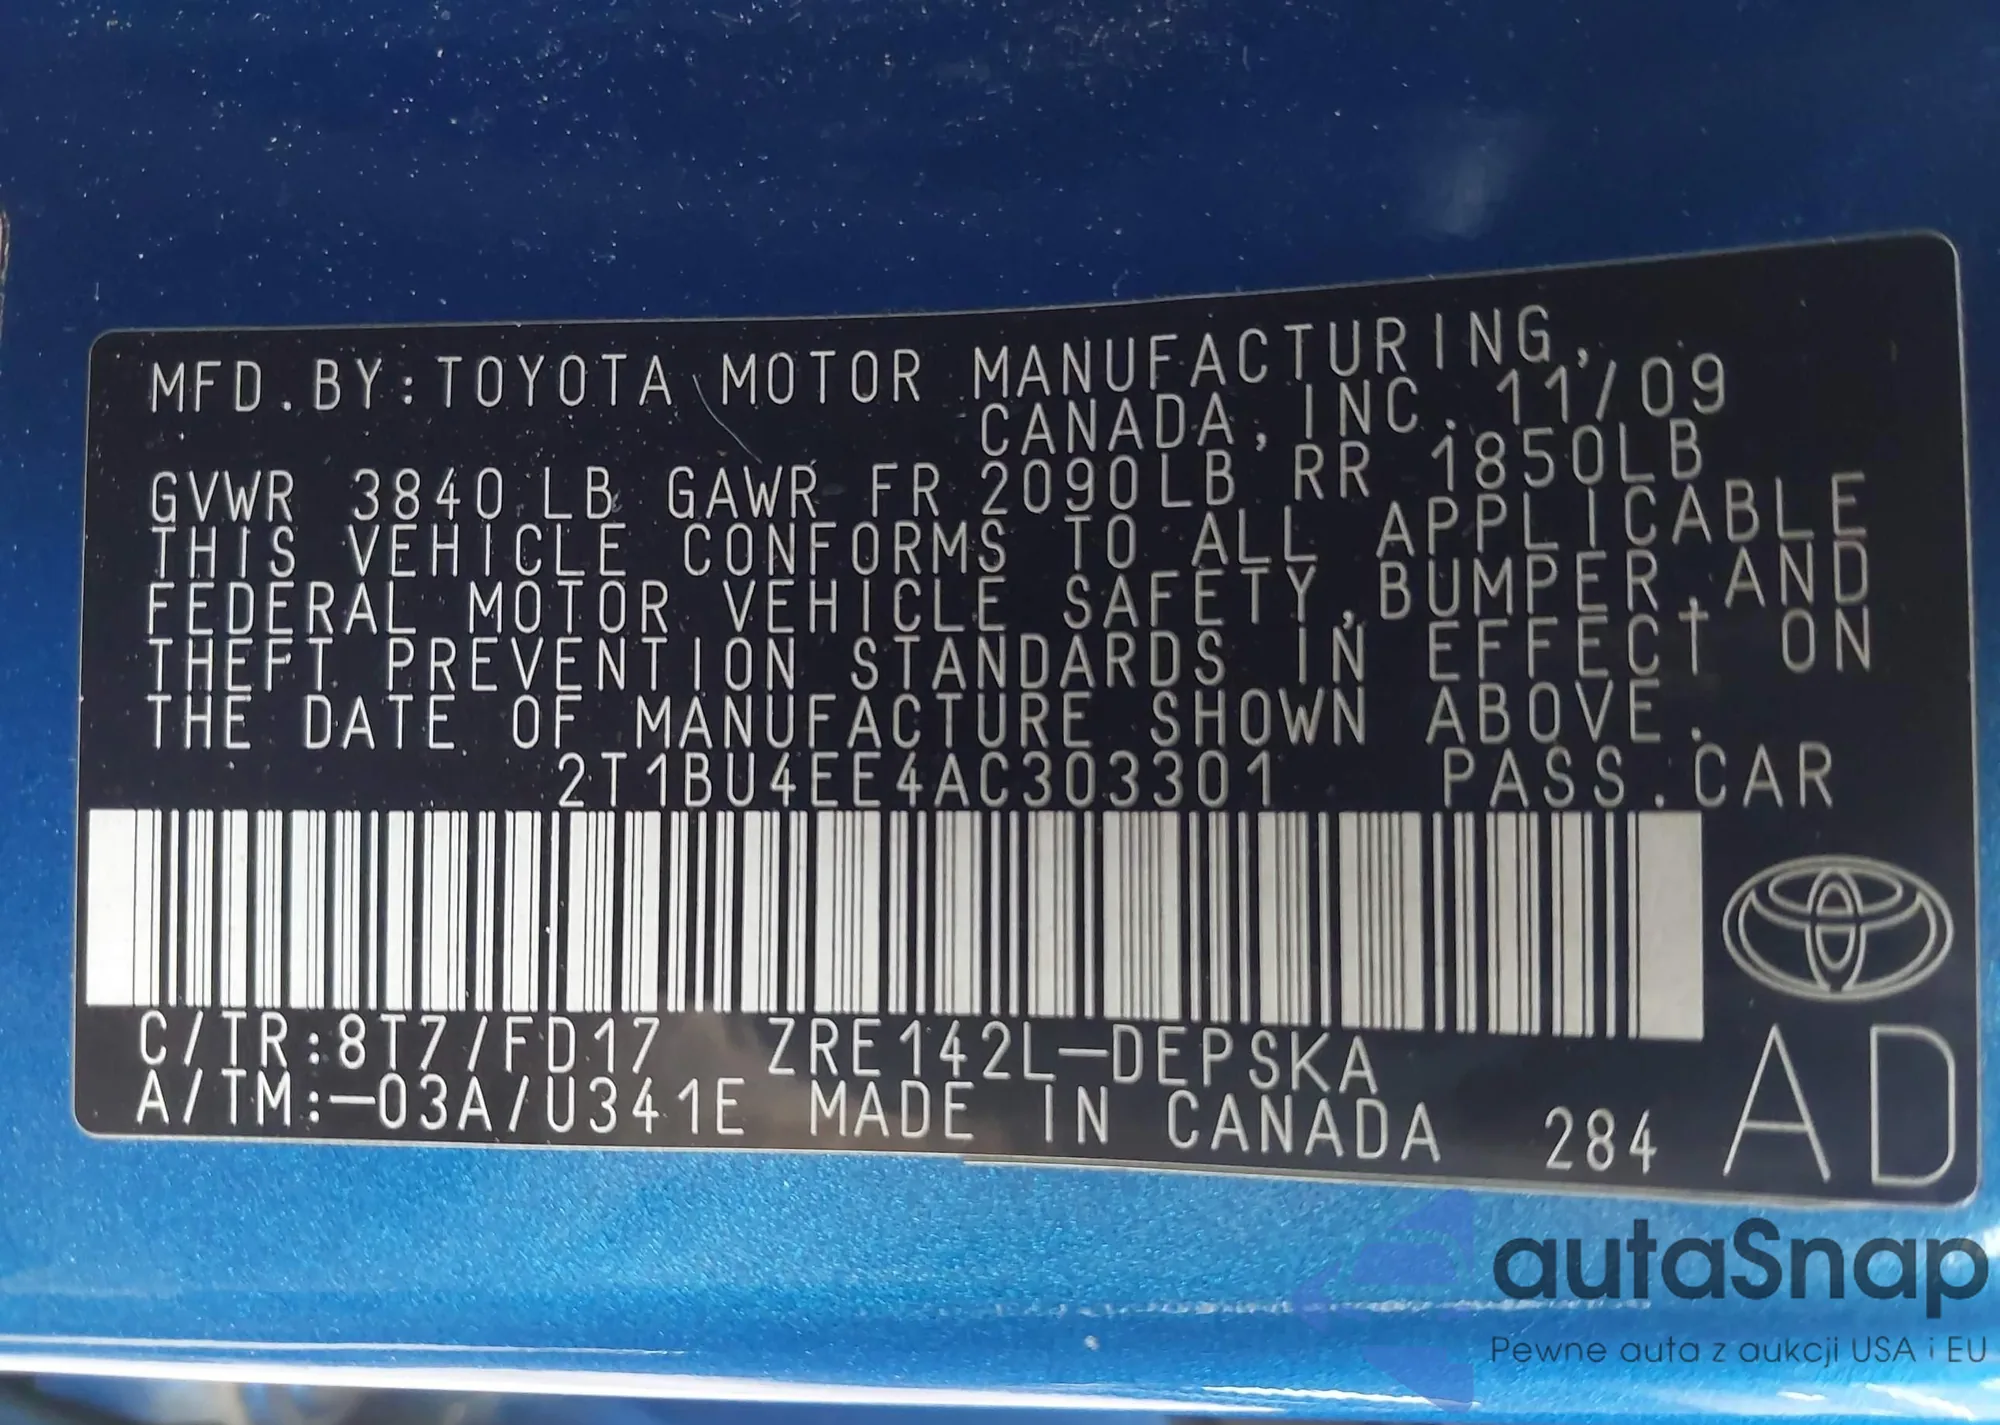 MFD.BY:TOYOTA MOTOR MANUFACTURING,
CANADA, INC. 11/09
GVWR 3840LB GAWR FR 2090LB RR 1850LB
THIS VEHICLE CONFORMS TO ALL APPLICABLE
FEDERAL MOTOR VEHICLE SAFETY,BUMPER,AND
THEFT PREVENTION STANDARDS IN EFFECT ON
THE DATE OF MANUFACTURE SHOWN ABOVE.
2T1BU4EE4AC303301 PASS.CAR
C/TR:8T7/FD17 ZRE142L-DEPSKA
A/TM:-03A/U341E MADE IN CANADA 284
AD
autaSnap
Pewne auta z aukcji USA i EU